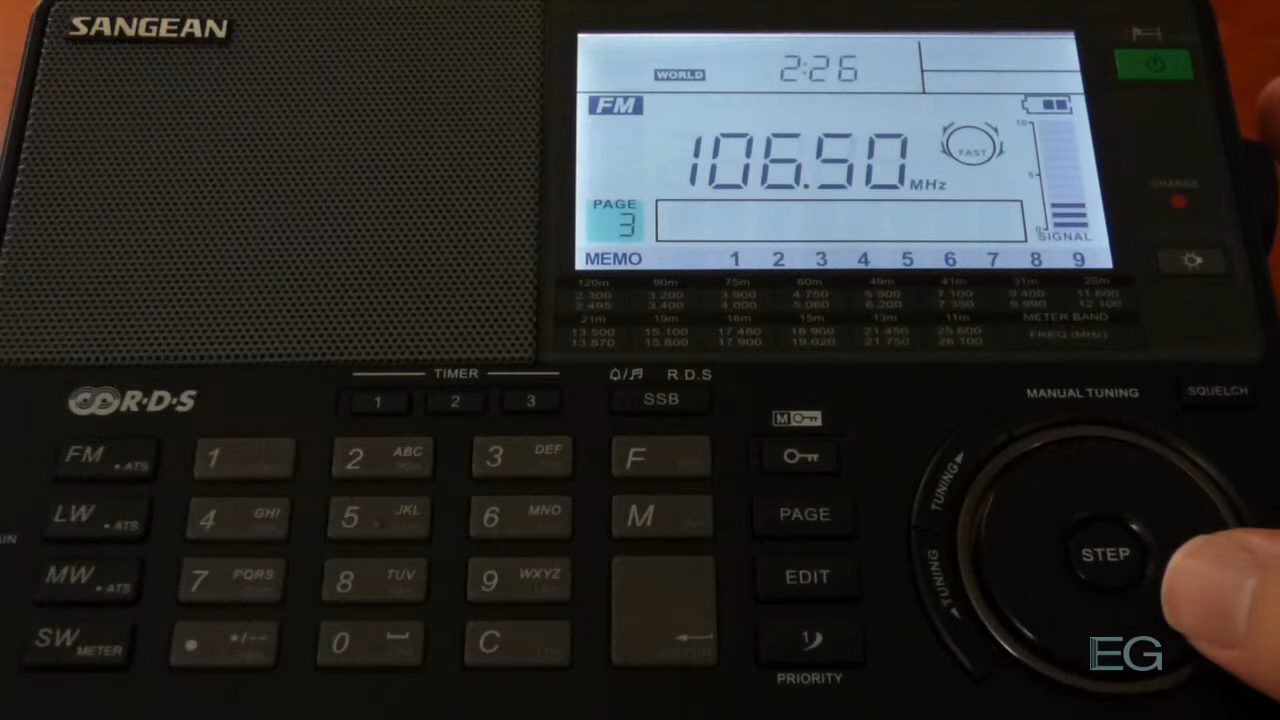 SANGEAN
WORLD 2:26
FM
106.50 MHz
FAST
10
5
0
PAGE
3
SIGNAL
MEMO 1 2 3 4 5 6 7 8 9
CHARGE
120m 90m 75m 60m 49m 41m 31m 25m
2.300 3.200 3.900 4.750 5.900 7.100 9.400 11.600
2.495 3.400 4.000 5.060 6.200 7.350 9.990 12.100
21m 19m 16m 15m 13m 11m METER BAND
13.500 15.100 17.480 18.900 21.450 25.600 FREQ (MHz)
13.870 15.800 17.900 19.020 21.750 26.100
R·D·S
TIMER
1 2 3
R.D.S
SSB
MANUAL TUNING
SQUELCH
M
FM •ATS 1 2 ABC 3 DEF F
LW •ATS 4 GHI 5 JKL 6 MNO M PAGE
MW •ATS 7 PQRS 8 TUV 9 WXYZ EDIT
SW METER • */-- 0 C ENTER
PRIORITY
TUNING
TUNING
STEP
EG